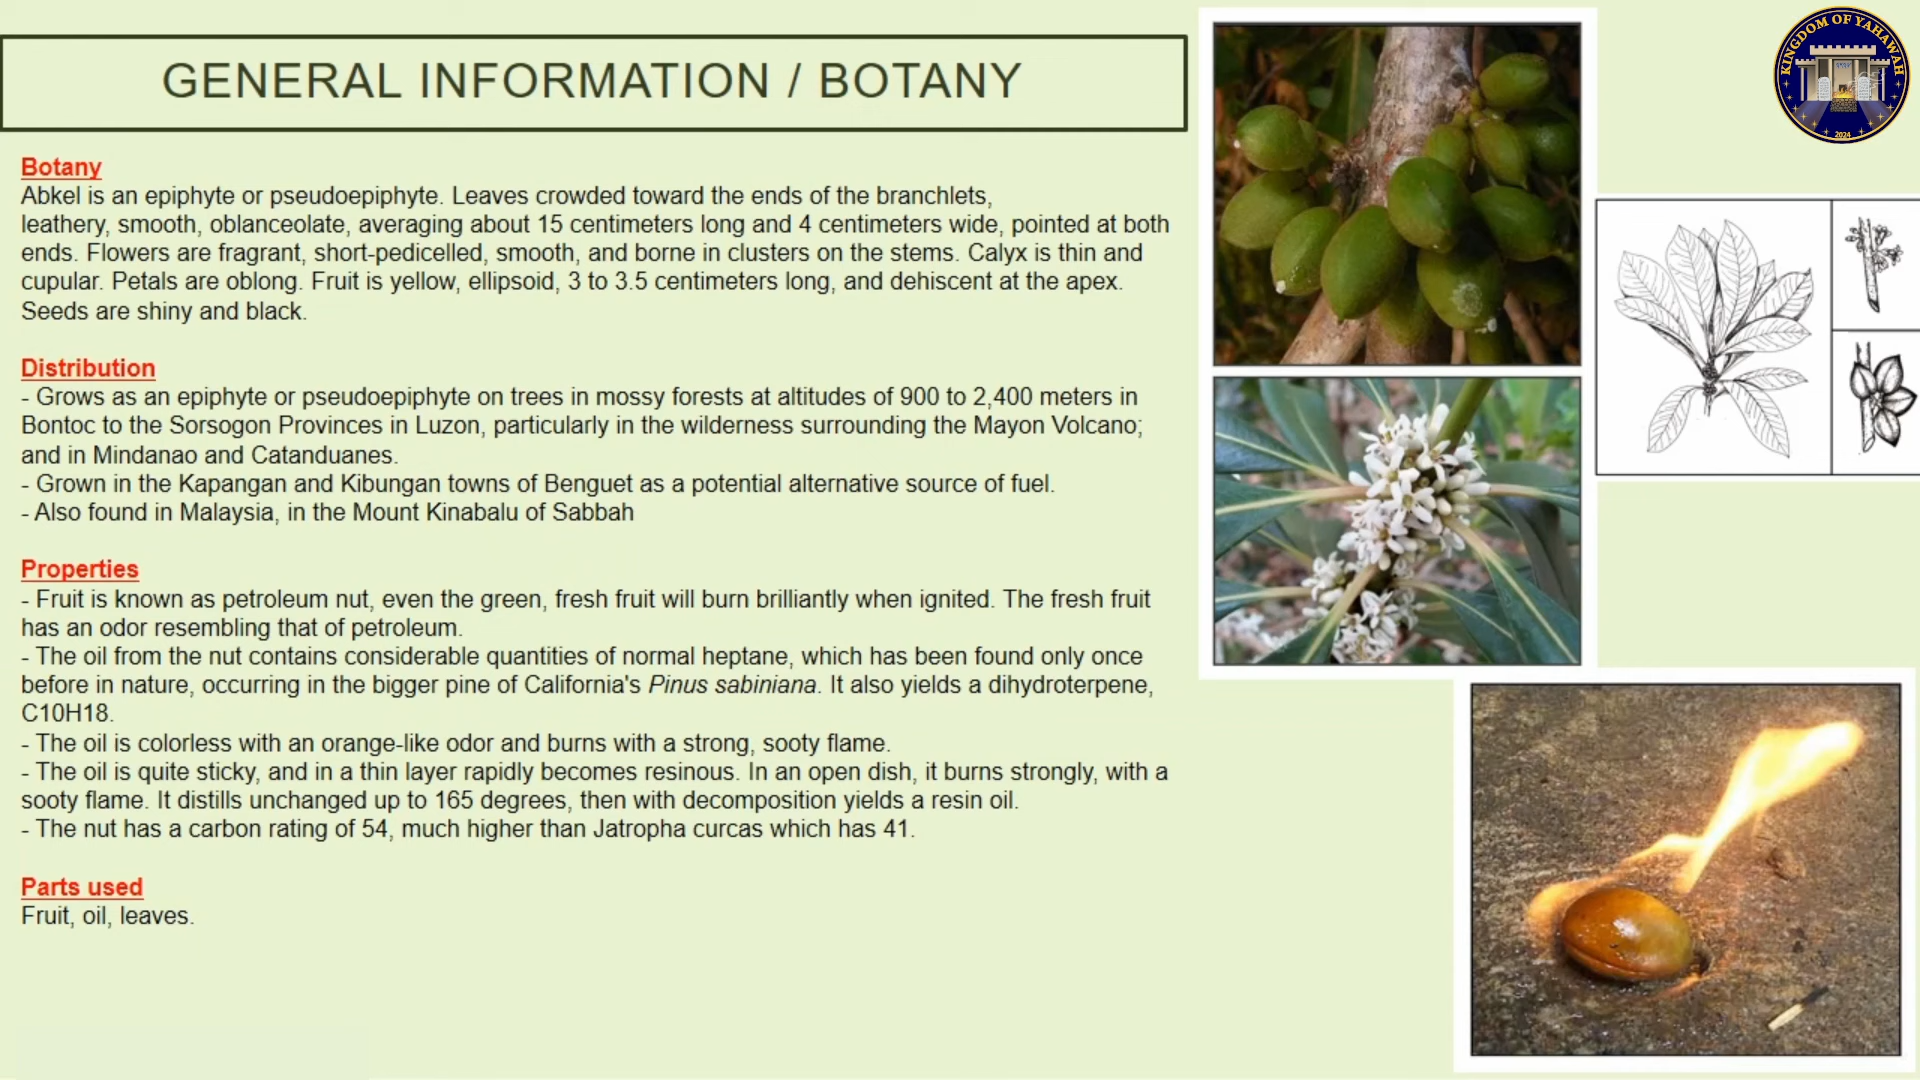 GENERAL INFORMATION / BOTANY
KINGDOM OF YAHAWAH
2024
Botany
Abkel is an epiphyte or pseudoepiphyte. Leaves crowded toward the ends of the branchlets,
leathery, smooth, oblanceolate, averaging about 15 centimeters long and 4 centimeters wide, pointed at both
ends. Flowers are fragrant, short-pedicelled, smooth, and borne in clusters on the stems. Calyx is thin and
cupular. Petals are oblong. Fruit is yellow, ellipsoid, 3 to 3.5 centimeters long, and dehiscent at the apex.
Seeds are shiny and black.
Distribution
- Grows as an epiphyte or pseudoepiphyte on trees in mossy forests at altitudes of 900 to 2,400 meters in
Bontoc to the Sorsogon Provinces in Luzon, particularly in the wilderness surrounding the Mayon Volcano;
and in Mindanao and Catanduanes.
- Grown in the Kapangan and Kibungan towns of Benguet as a potential alternative source of fuel.
- Also found in Malaysia, in the Mount Kinabalu of Sabbah
Properties
- Fruit is known as petroleum nut, even the green, fresh fruit will burn brilliantly when ignited. The fresh fruit
has an odor resembling that of petroleum.
- The oil from the nut contains considerable quantities of normal heptane, which has been found only once
before in nature, occurring in the bigger pine of California's Pinus sabiniana. It also yields a dihydroterpene,
C10H18.
- The oil is colorless with an orange-like odor and burns with a strong, sooty flame.
- The oil is quite sticky, and in a thin layer rapidly becomes resinous. In an open dish, it burns strongly, with a
sooty flame. It distills unchanged up to 165 degrees, then with decomposition yields a resin oil.
- The nut has a carbon rating of 54, much higher than Jatropha curcas which has 41.
Parts used
Fruit, oil, leaves.